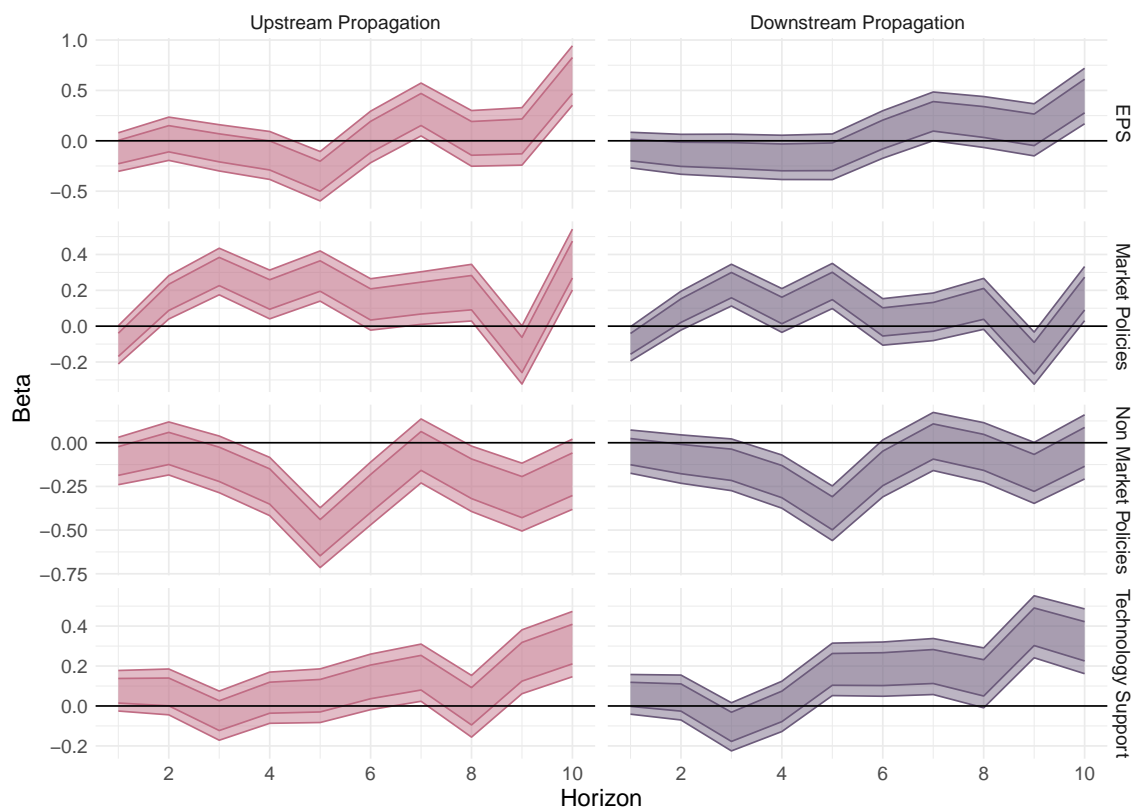 Upstream Propagation
Downstream Propagation
1.0
0.5
0.0
−0.5
EPS
0.4
0.2
0.0
−0.2
Market Policies
0.00
−0.25
−0.50
−0.75
Non Market Policies
0.4
0.2
0.0
−0.2
Technology Support
Beta
2 4 6 8 10
2 4 6 8 10
Horizon